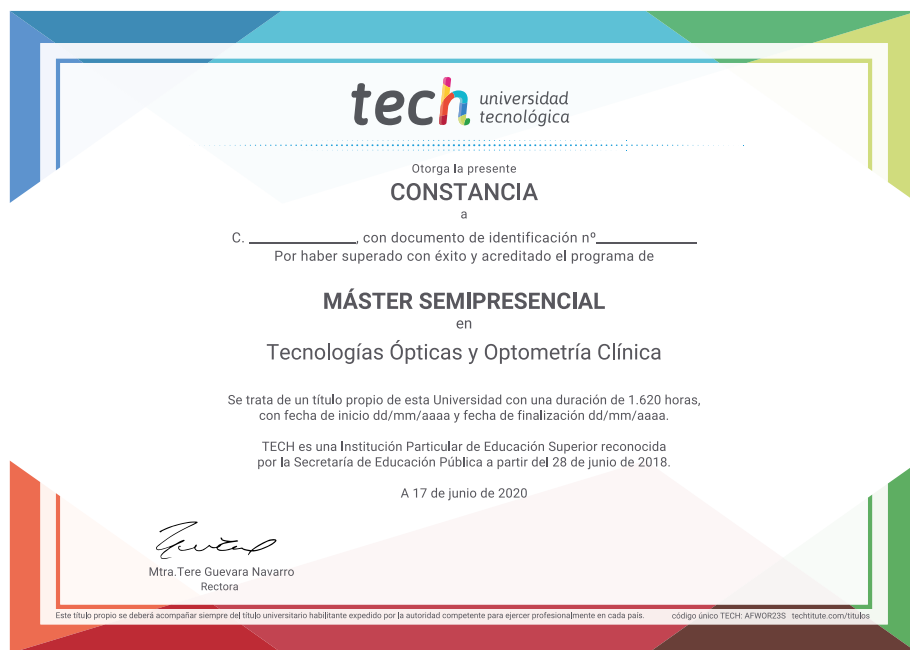 tech universidad
tecnológica
Otorga la presente
CONSTANCIA
a
C. ____________, con documento de identificación nº____________
Por haber superado con éxito y acreditado el programa de
MÁSTER SEMIPRESENCIAL
en
Tecnologías Ópticas y Optometría Clínica
Se trata de un título propio de esta Universidad con una duración de 1.620 horas,
con fecha de inicio dd/mm/aaaa y fecha de finalización dd/mm/aaaa.
TECH es una Institución Particular de Educación Superior reconocida
por la Secretaría de Educación Pública a partir del 28 de junio de 2018.
A 17 de junio de 2020
Mtra.Tere Guevara Navarro
Rectora
Este título propio se deberá acompañar siempre del título universitario habilitante expedido por la autoridad competente para ejercer profesionalmente en cada país. código único TECH: AFWOR23S techtitute.com/titulos